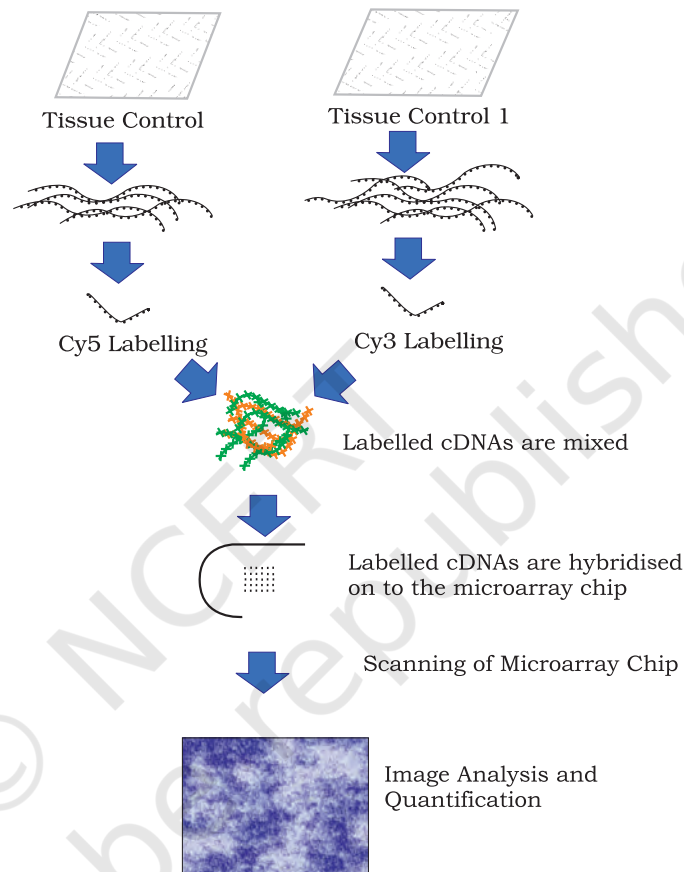 Tissue Control
Tissue Control 1
Cy5 Labelling
Cy3 Labelling
Labelled cDNAs are mixed
Labelled cDNAs are hybridised
on to the microarray chip
Scanning of Microarray Chip
Image Analysis and
Quantification
© NCERT
be republishe